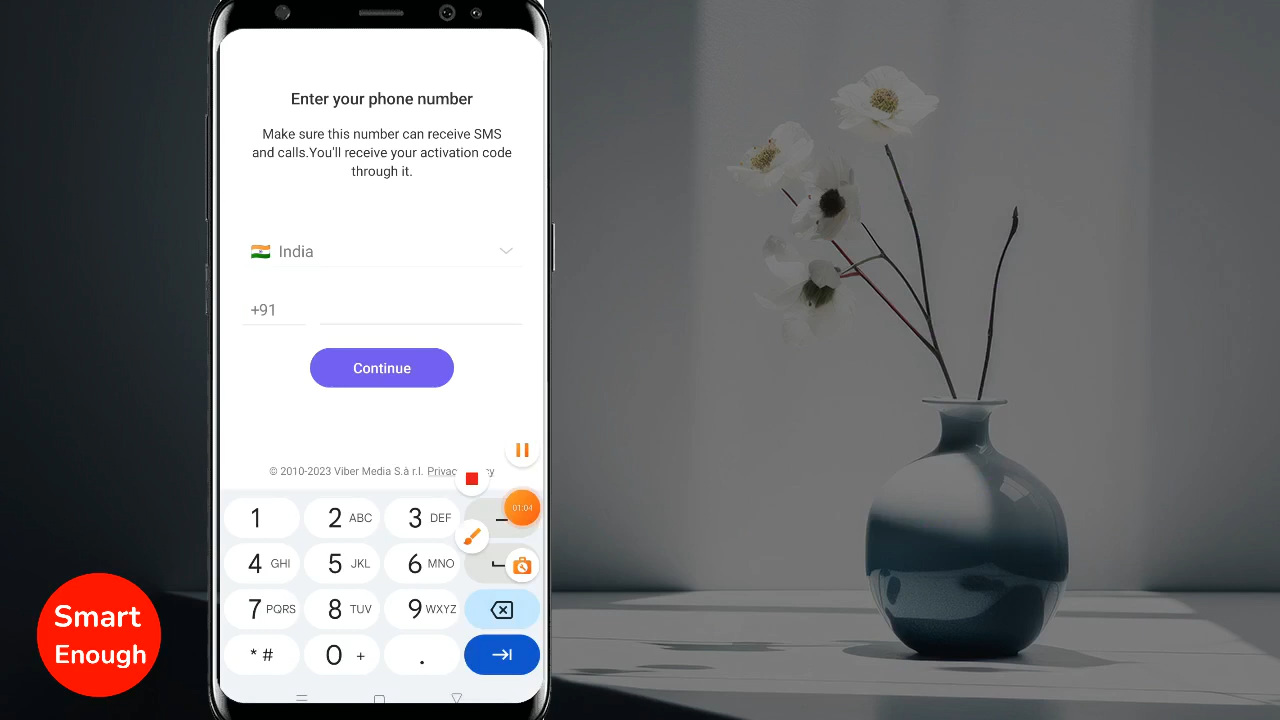 Enter your phone number
Make sure this number can receive SMS
and calls.You'll receive your activation code
through it.
India
+91
Continue
© 2010-2023 Viber Media S.à r.l.
1
2 ABC
3 DEF
01:04
4 GHI
5 JKL
6 MNO
7 PQRS
8 TUV
9 WXYZ
* #
0 +
.
Smart
Enough